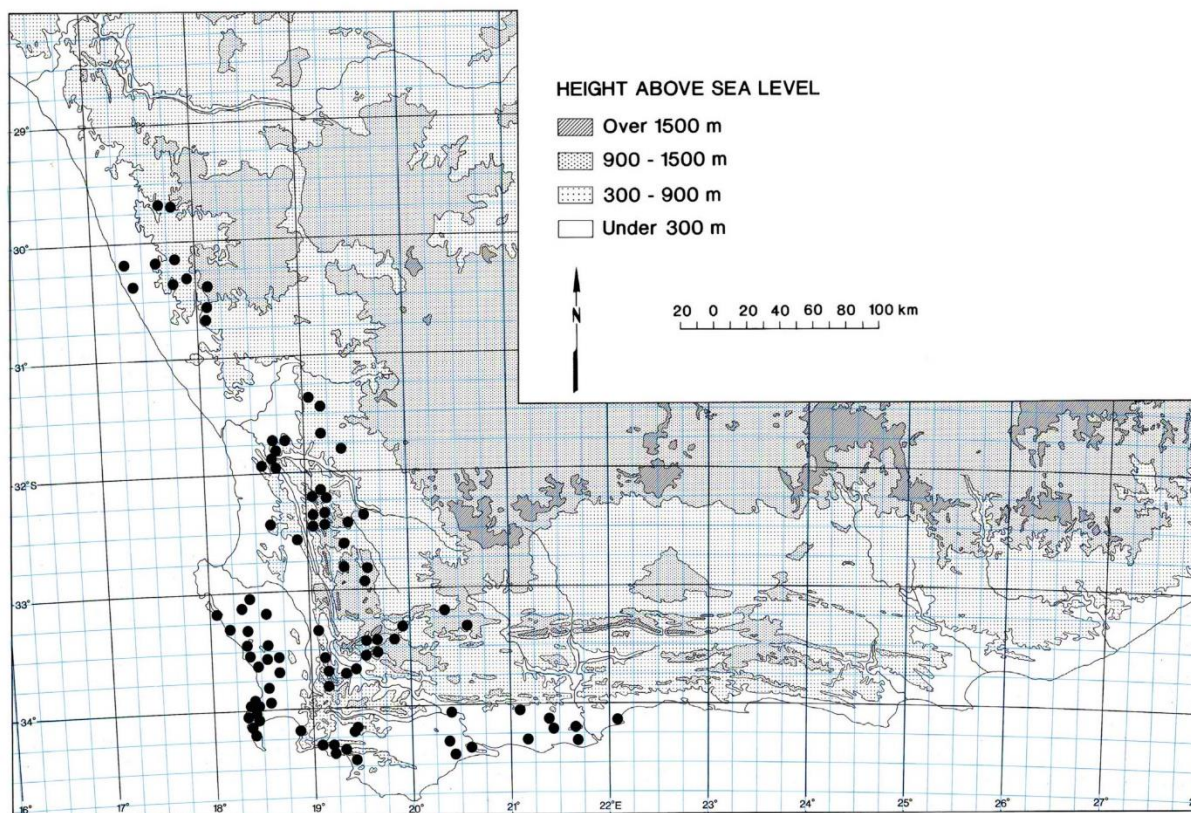 HEIGHT ABOVE SEA LEVEL
Over 1500 m
900 - 1500 m
300 - 900 m
Under 300 m
29°
30°
N
20 0 20 40 60 80 100 km
31°
32°S
33°
34°
16° 17° 18° 19° 20° 21° 22°E 23° 24° 25° 26° 27°